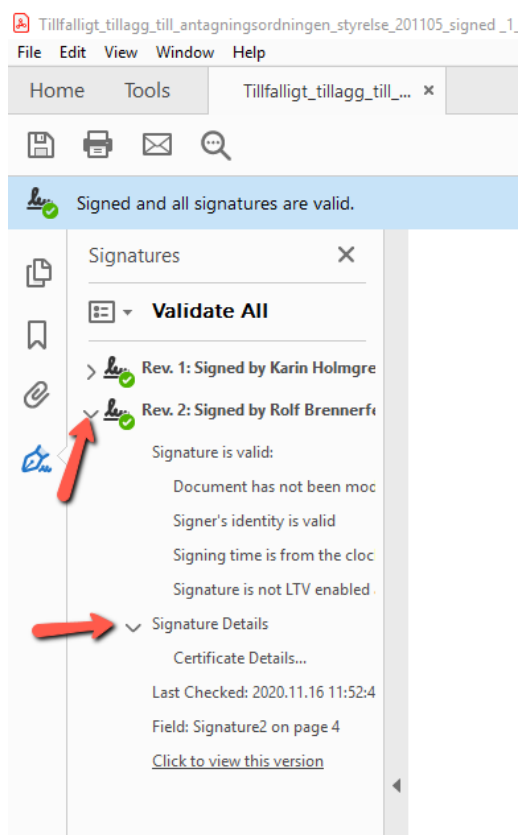 Tillfalligt_tillagg_till_antagningsordningen_styrelse_201105_signed _1_
File Edit View Window Help
Home Tools Tillfalligt_tillagg_till_... ×
Signed and all signatures are valid.
Signatures
Validate All
Rev. 1: Signed by Karin Holmgre
Rev. 2: Signed by Rolf Brennerfe
Signature is valid:
Document has not been mod
Signer's identity is valid
Signing time is from the cloc
Signature is not LTV enabled
Signature Details
Certificate Details...
Last Checked: 2020.11.16 11:52:4
Field: Signature2 on page 4
Click to view this version